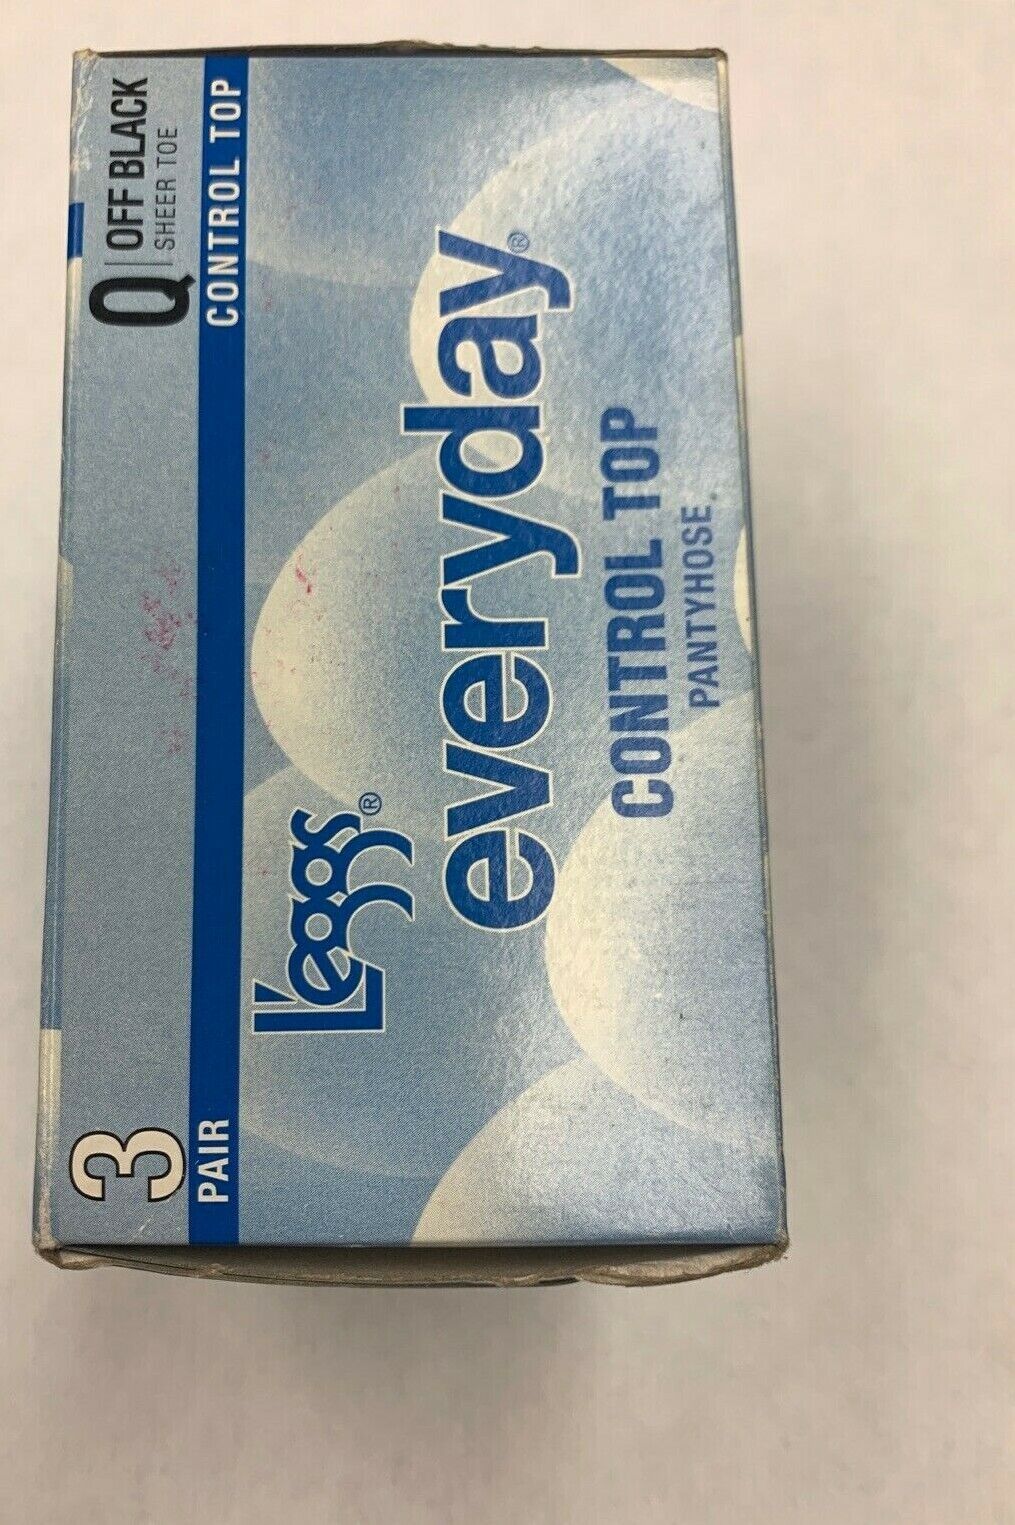 3
Q OFF BLACK
SHEER TOE
PAIR
CONTROL TOP
L'eggs®
everyday®
CONTROL TOP
PANTYHOSE.